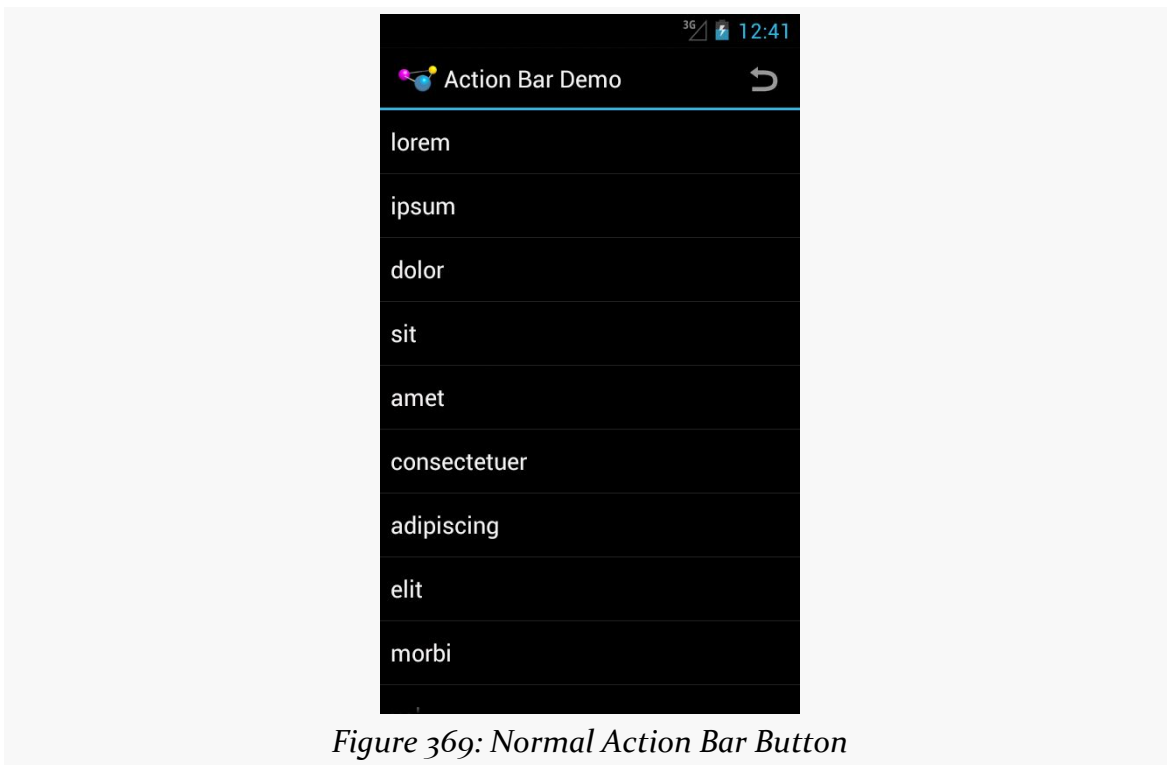 3G 12:41
Action Bar Demo
lorem
ipsum
dolor
sit
amet
consectetuer
adipiscing
elit
morbi
Figure 369: Normal Action Bar Button